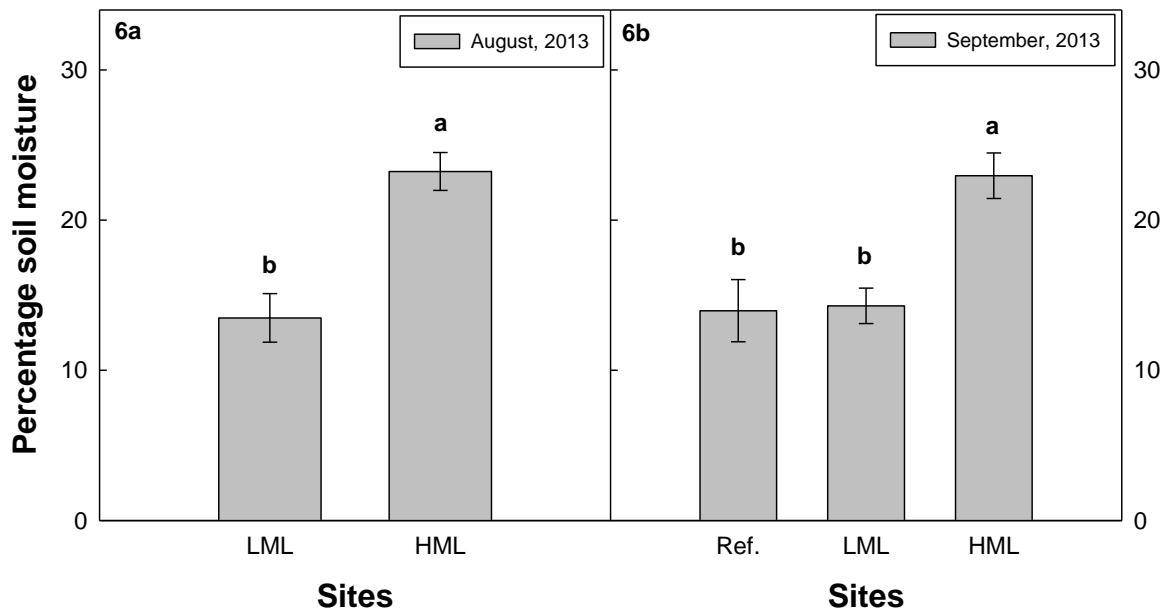 6a
August, 2013
6b
September, 2013
Percentage soil moisture
30
20
10
0
b
a
b
b
a
30
20
10
0
LML
HML
Ref.
LML
HML
Sites
Sites